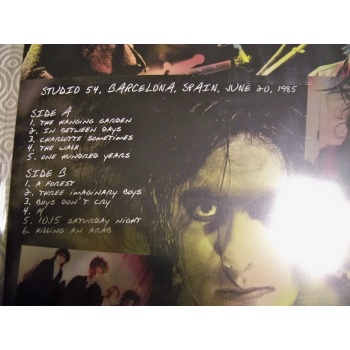 STUDIO 54, BARCELONA, SPAIN, JUNE 20, 1985
SIDE A
1. THE HANGING GARDEN
2. IN BETWEEN DAYS
3. CHARLOTTE SOMETIMES
4. THE WALK
5. ONE HUNDRED YEARS
SIDE B
1. A FOREST
2. THREE IMAGINARY BOYS
3. BOYS DON'T CRY
4. M
5. 10:15 SATURDAY NIGHT
6. KILLING AN ARAB